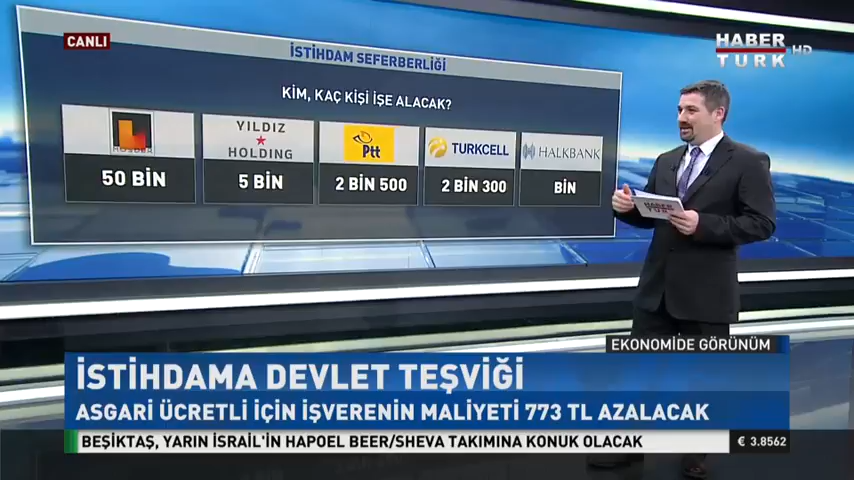 CANLI
HABER
TURK HD
İSTİHDAM SEFERBERLİĞİ
KİM, KAÇ KİŞİ İŞE ALACAK?
YILDIZ
HOLDING
Ptt
TURKCELL
HALKBANK
50 BİN
5 BİN
2 BİN 500
2 BİN 300
BİN
HABER
TURK
EKONOMİDE GÖRÜNÜM
İSTİHDAMA DEVLET TEŞVİĞİ
ASGARİ ÜCRETLİ İÇİN İŞVERENİN MALİYETİ 773 TL AZALACAK
BEŞİKTAŞ, YARIN İSRAİL'İN HAPOEL BEER/SHEVA TAKIMINA KONUK OLACAK
€ 3.8562